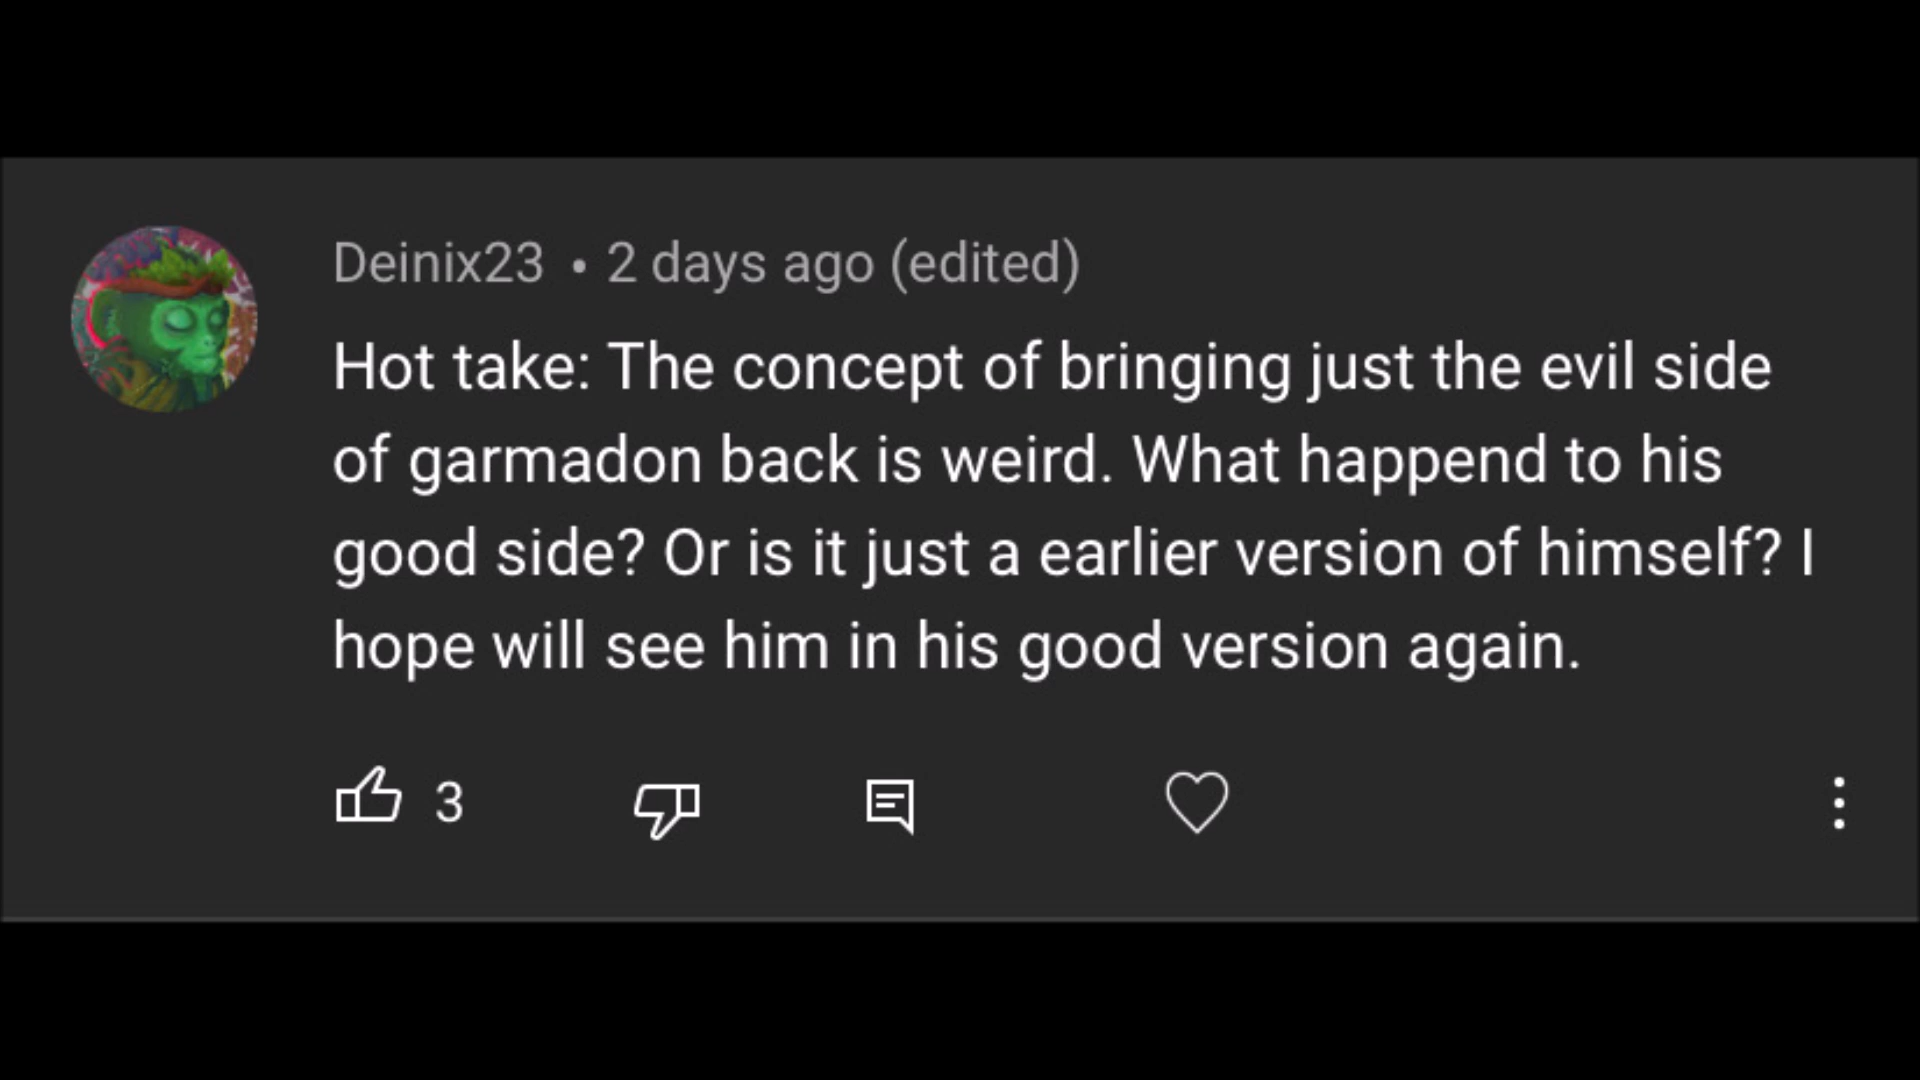 Deinix23 • 2 days ago (edited)
Hot take: The concept of bringing just the evil side
of garmadon back is weird. What happend to his
good side? Or is it just a earlier version of himself? I
hope will see him in his good version again.
3